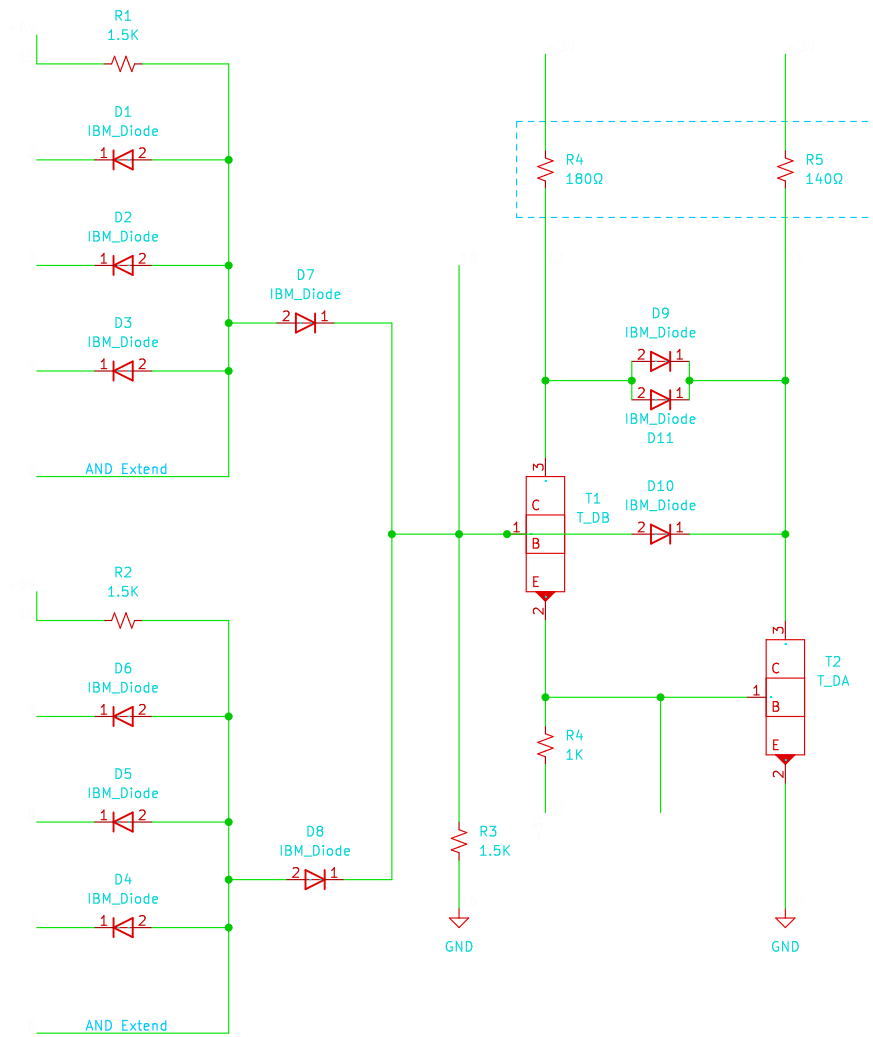 R1
1.5K
D1
IBM_Diode
1 2
D2
IBM_Diode
1 2
D3
IBM_Diode
1 2
AND Extend
D7
IBM_Diode
2 1
R4
180Ω
R5
140Ω
D9
IBM_Diode
2 1
2 1
IBM_Diode
D11
3
C
1
B
E
2
T1
T_DB
D10
IBM_Diode
2 1
3
C
1
B
E
2
T2
T_DA
R4
1K
R2
1.5K
D6
IBM_Diode
1 2
D5
IBM_Diode
1 2
D4
IBM_Diode
1 2
AND Extend
D8
IBM_Diode
2 1
R3
1.5K
GND
GND